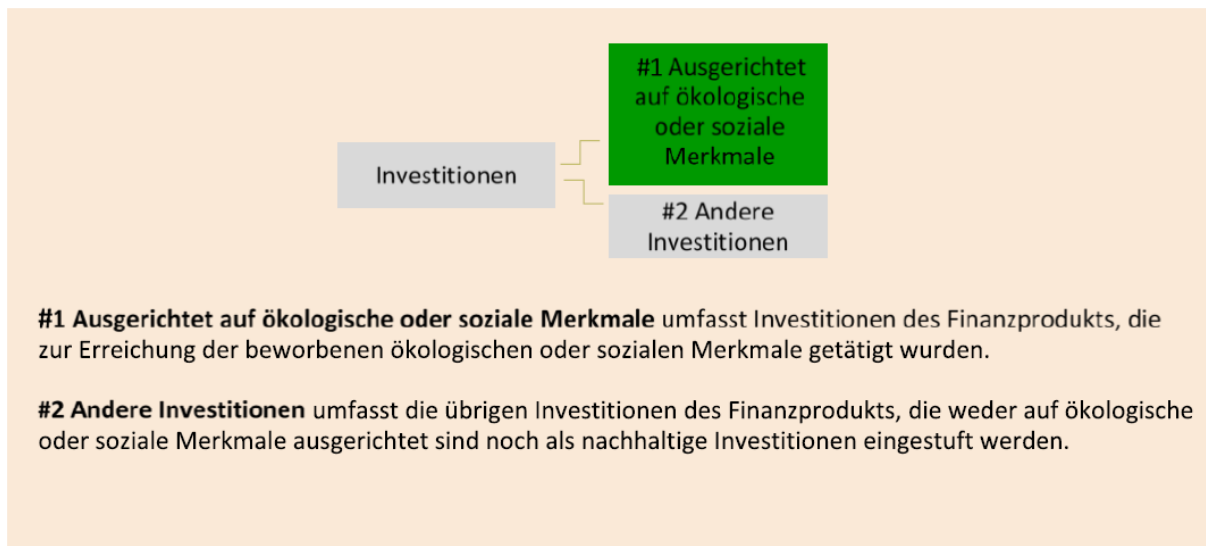 #1 Ausgerichtet
auf ökologische
oder soziale
Merkmale
Investitionen
#2 Andere
Investitionen
#1 Ausgerichtet auf ökologische oder soziale Merkmale umfasst Investitionen des Finanzprodukts, die
zur Erreichung der beworbenen ökologischen oder sozialen Merkmale getätigt wurden.
#2 Andere Investitionen umfasst die übrigen Investitionen des Finanzprodukts, die weder auf ökologische
oder soziale Merkmale ausgerichtet sind noch als nachhaltige Investitionen eingestuft werden.